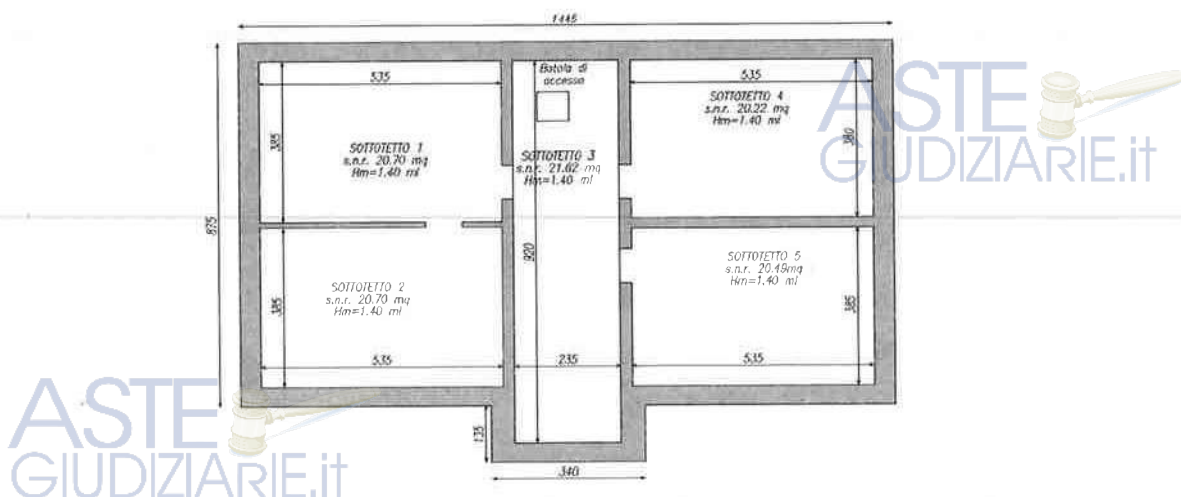 1445
Botola di
accesso
535
535
SOTTOTETTO 1
s.n.r. 20.70 mq
Hm=1.40 ml
385
SOTTOTETTO 3
s.n.r. 21.62 mq
Hm=1.40 ml
SOTTOTETTO 4
s.n.r. 20.22 mq
Hm=1.40 ml
380
ASTE
GIUDIZIARIE.it
875
920
SOTTOTETTO 2
s.n.r. 20.70 mq
Hm=1.40 ml
385
535
235
SOTTOTETTO 5
s.n.r. 20.49mq
Hm=1.40 ml
385
535
135
340
ASTE
GIUDIZIARIE.it